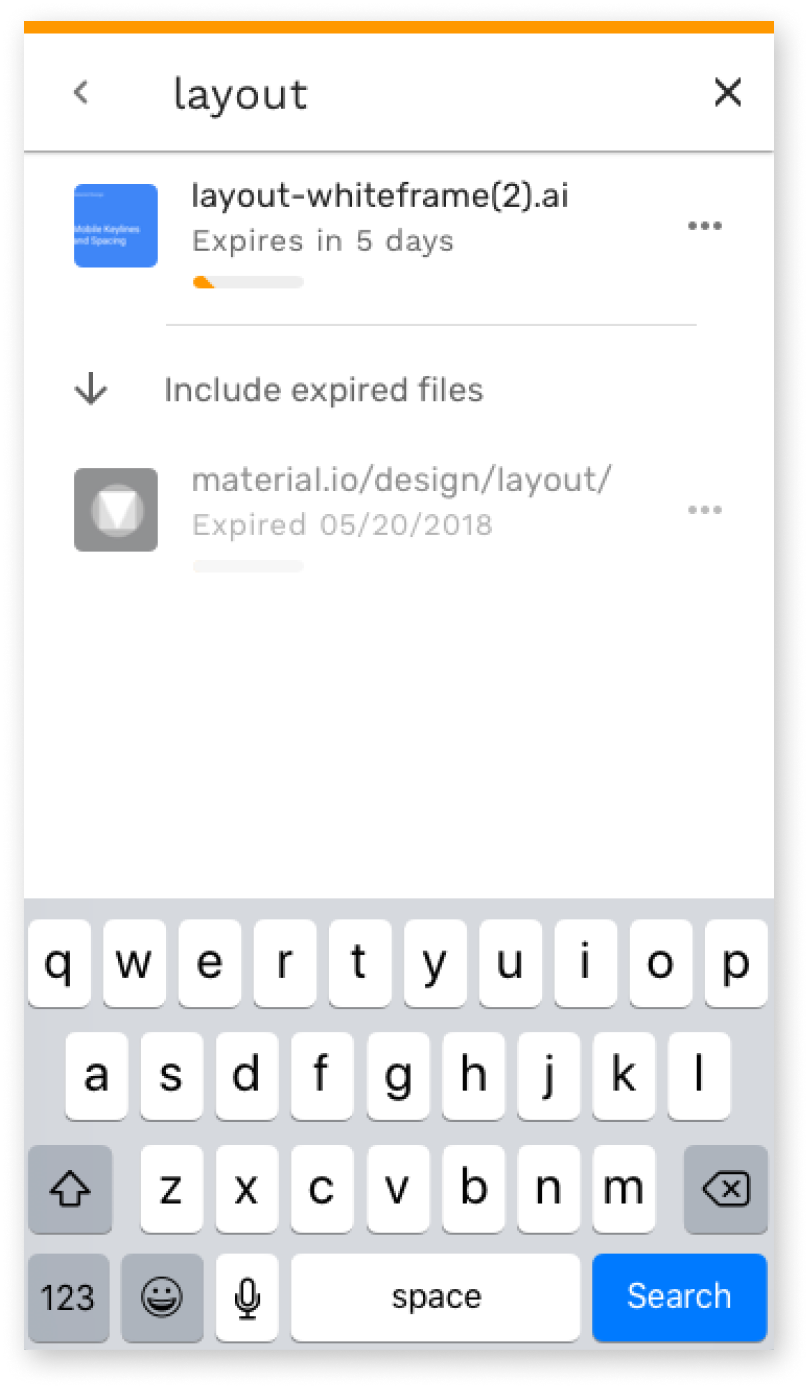 layout
layout-whiteframe(2).ai
Expires in 5 days
Mobile Keylines
and Spacing
Include expired files
material.io/design/layout/
Expired 05/20/2018
q w e r t y u i o p
a s d f g h j k l
z x c v b n m
123 space Search